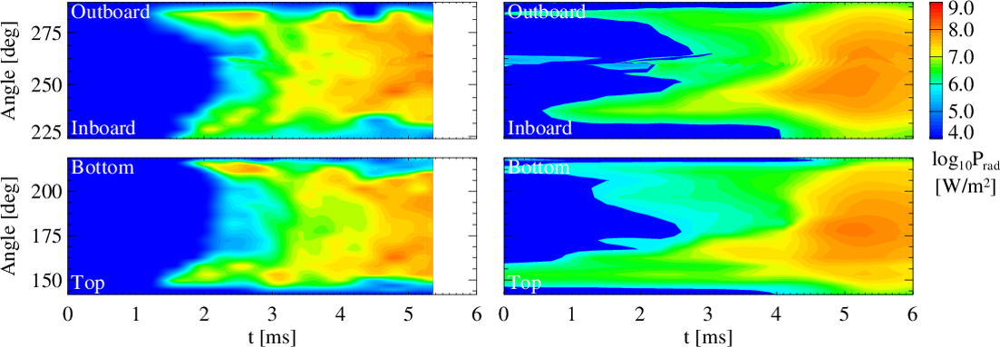 Outboard
Outboard
9.0
275
8.0
Angle [deg]
250
7.0
6.0
Inboard
Inboard
5.0
225
4.0
Bottom
Bottom
log10Prad
[W/m2]
200
Angle [deg]
175
150
Top
Top
0 1 2 3 4 5 6
0 1 2 3 4 5 6
t [ms]
t [ms]